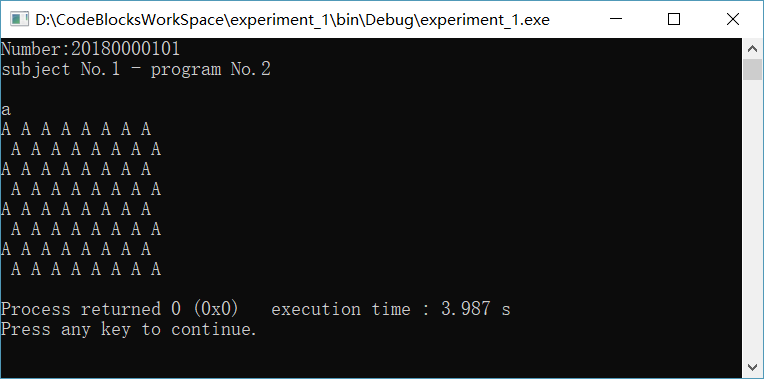 D:\CodeBlocksWorkSpace\experiment_1\bin\Debug\experiment_1.exe
Number:20180000101
subject No.1 - program No.2

a
A A A A A A A A
 A A A A A A A A
A A A A A A A A
 A A A A A A A A
A A A A A A A A
 A A A A A A A A
A A A A A A A A
 A A A A A A A A

Process returned 0 (0x0)   execution time : 3.987 s
Press any key to continue.